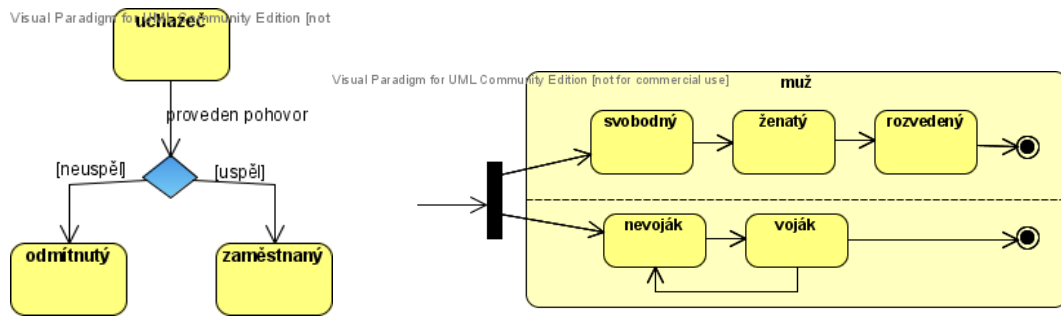 Visual Paradigm for UML Community Edition [not
uchazeč
proveden pohovor
[neuspěl]
[uspěl]
odmítnutý
zaměstnaný
Visual Paradigm for UML Community Edition [not for commercial use]
muž
svobodný
ženatý
rozvedený
nevoják
voják